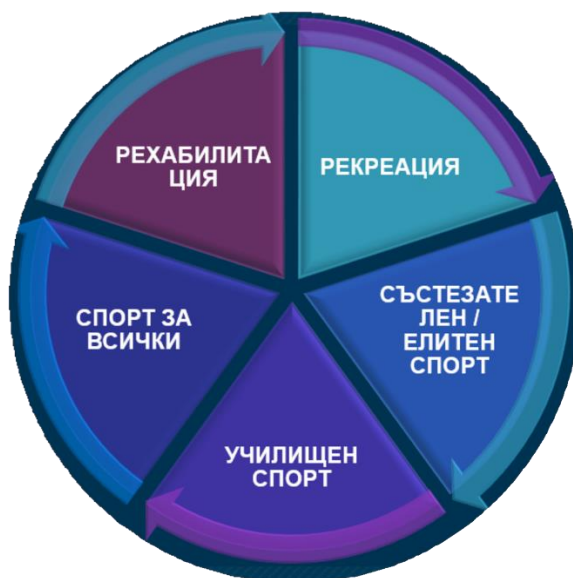 РЕХАБИЛИТА
ЦИЯ
РЕКРЕАЦИЯ
СЪСТЕЗАТЕ
ЛЕН /
ЕЛИТЕН
СПОРТ
УЧИЛИЩЕН
СПОРТ
СПОРТ ЗА
ВСИЧКИ